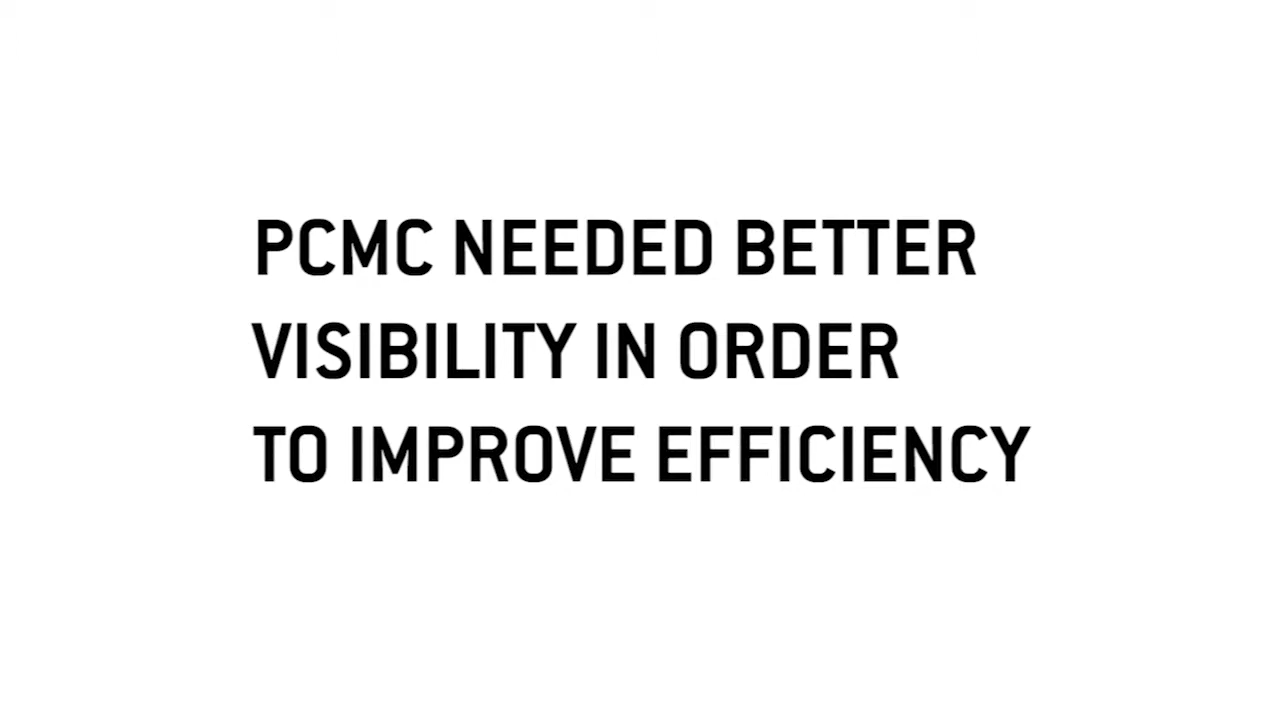 PCMC NEEDED BETTER
VISIBILITY IN ORDER
TO IMPROVE EFFICIENCY